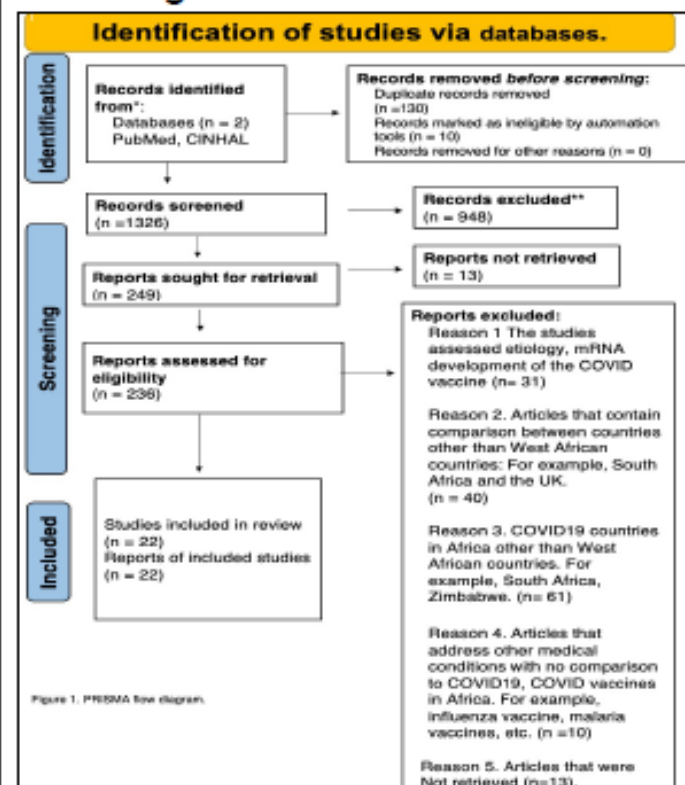 Identification of studies via databases.
Identification
Records identified
from*:
Databases (n = 2)
PubMed, CINHAL
Records removed before screening:
Duplicate records removed
(n =130)
Records marked as ineligible by automation
tools (n = 10)
Records removed for other reasons (n = 0)
Screening
Records screened
(n =1326)
Records excluded**
(n = 948)
Reports sought for retrieval
(n = 249)
Reports not retrieved
(n = 13)
Reports assessed for
eligibility
(n = 236)
Reports excluded:
Reason 1 The studies
assessed etiology, mRNA
development of the COVID
vaccine (n= 31)
Reason 2. Articles that contain
comparison between countries
other than West African
countries: For example, South
Africa and the UK.
(n = 40)
Reason 3. COVID19 countries
in Africa other than West
African countries. For
example, South Africa,
Zimbabwe. (n= 61)
Reason 4. Articles that
address other medical
conditions with no comparison
to COVID19, COVID vaccines
in Africa. For example,
influenza vaccine, malaria
vaccines, etc. (n =10)
Reason 5. Articles that were
Not retrieved (n=13).
Included
Studies included in review
(n = 22)
Reports of included studies
(n = 22)
Figure 1. PRISMA flow diagram.